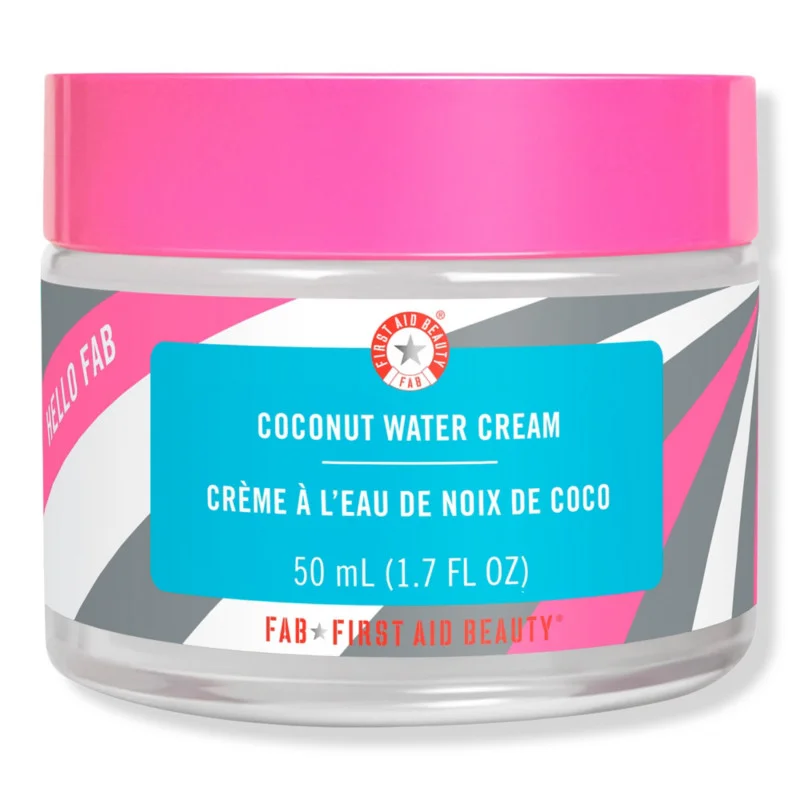 HELLO FAB
FIRST AID BEAUTY
FAB
®
COCONUT WATER CREAM
CRÈME À L'EAU DE NOIX DE COCO
50 mL (1.7 FL OZ)
FAB★FIRST AID BEAUTY®